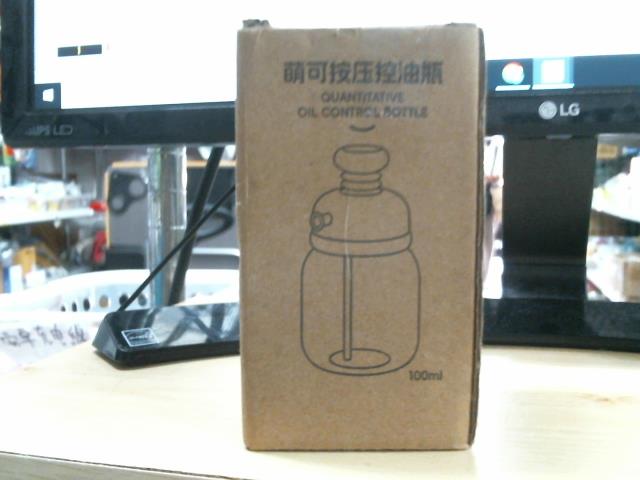 萌可按压控油瓶
QUANTITATIVE
OIL CONTROL BOTTLE
100ml
LG